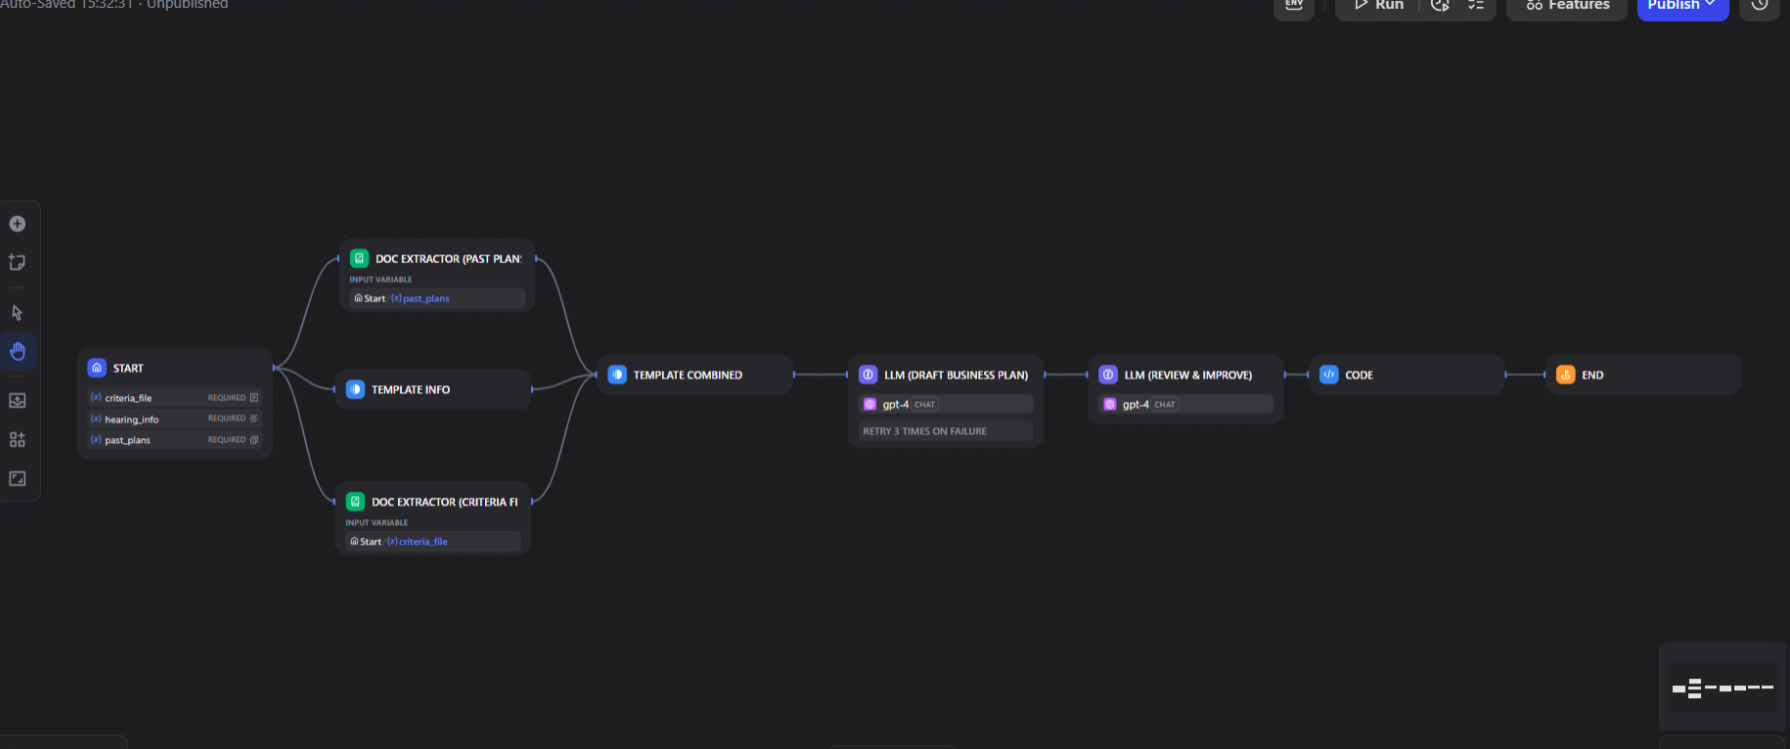 Auto-Saved 15:32:31 · Unpublished
ENV
Run
Features
Publish
START
{x} criteria_file REQUIRED
{x} hearing_info REQUIRED
{x} past_plans REQUIRED
DOC EXTRACTOR (PAST PLANS
INPUT VARIABLE
Start / {x} past_plans
TEMPLATE INFO
DOC EXTRACTOR (CRITERIA FI
INPUT VARIABLE
Start / {x} criteria_file
TEMPLATE COMBINED
LLM (DRAFT BUSINESS PLAN)
gpt-4 CHAT
RETRY 3 TIMES ON FAILURE
LLM (REVIEW & IMPROVE)
gpt-4 CHAT
CODE
END